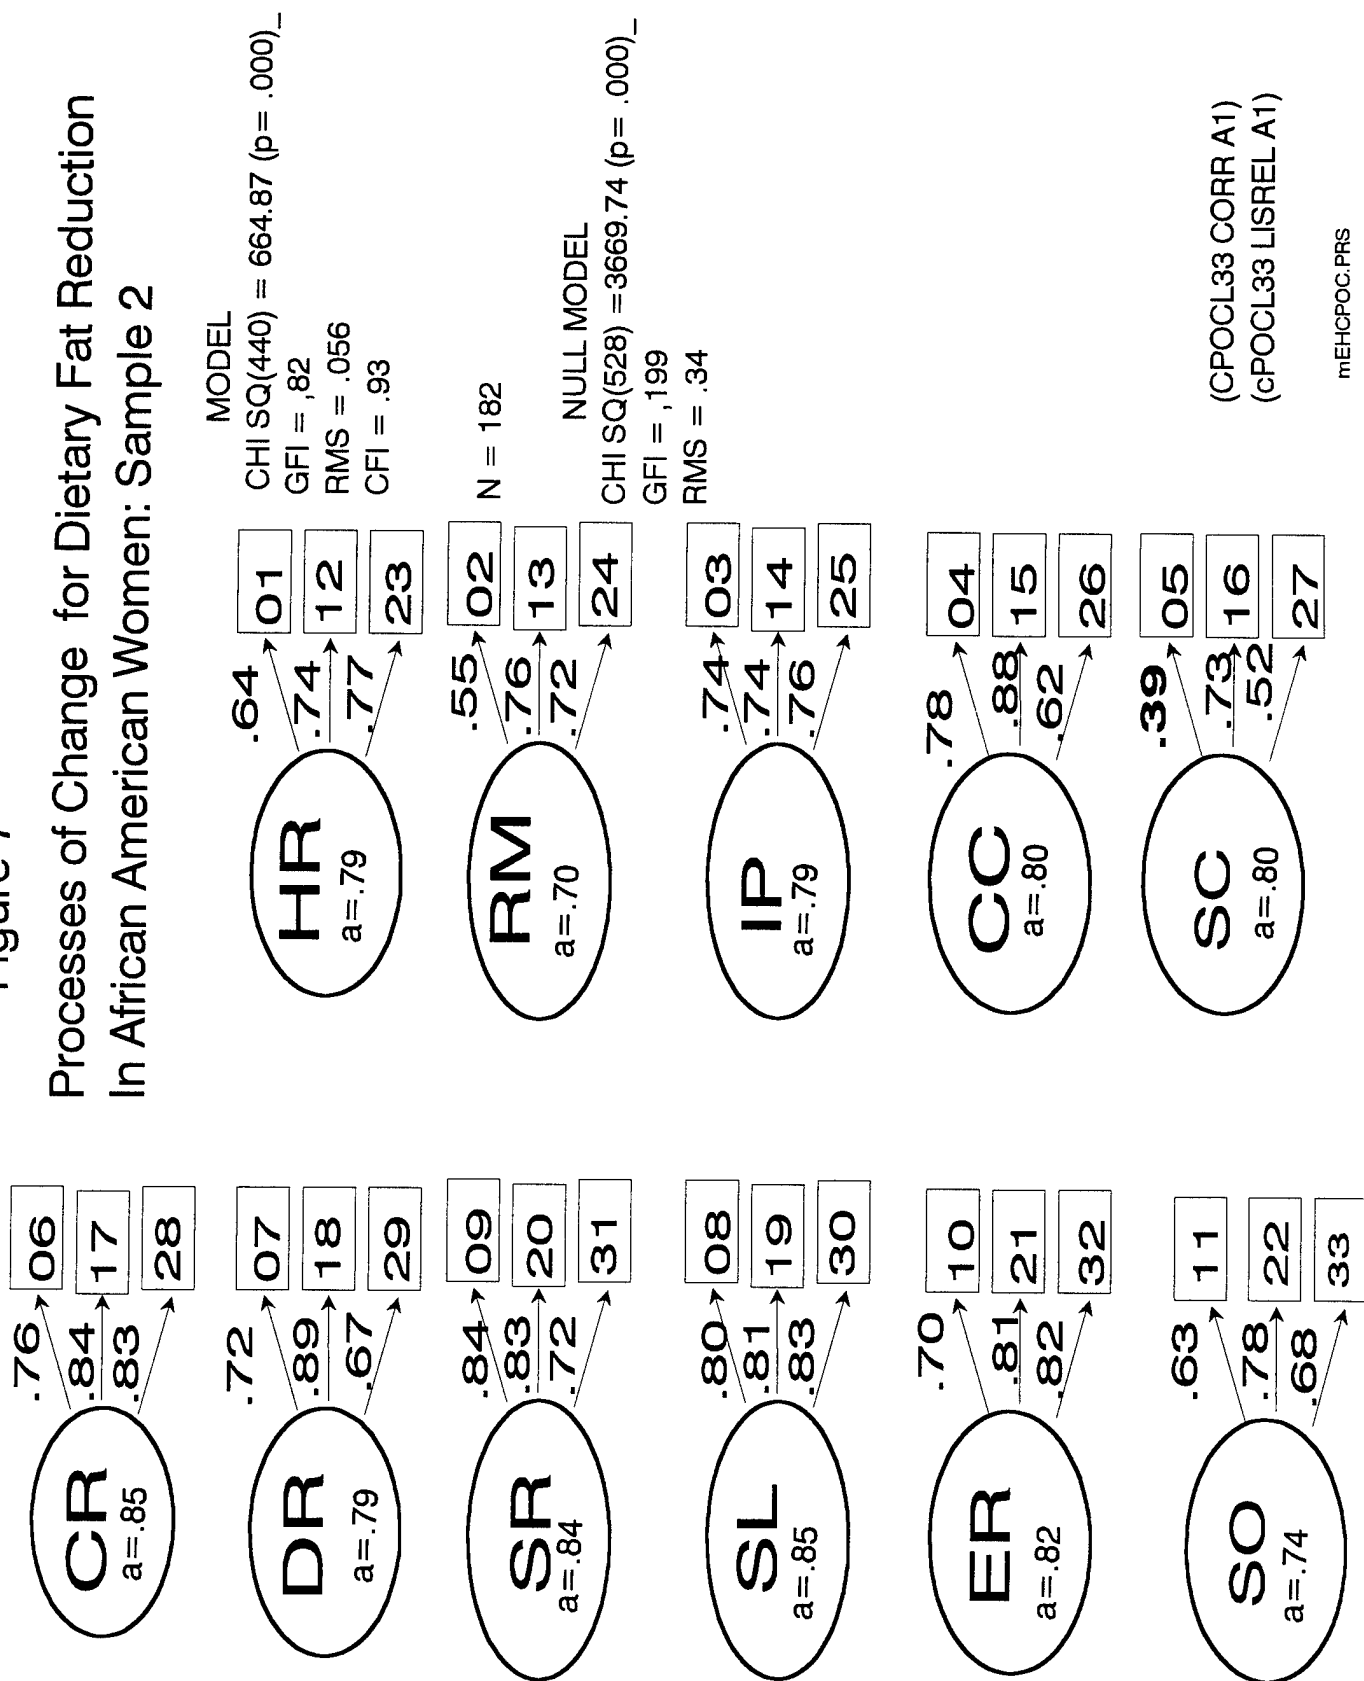 Figure 7
Processes of Change for Dietary Fat Reduction
In African American Women: Sample 2
CR
a=.85
.76
.84
.83
06
17
28
DR
a=.79
.72
.89
.67
07
18
29
SR
a=.84
.84
.83
.72
09
20
31
SL
a=.85
.80
.81
.83
08
19
30
ER
a=.82
.70
.81
.82
10
21
32
SO
a=.74
.63
.78
.68
11
22
33
HR
a=.79
.64
.74
.77
01
12
23
RM
a=.70
.55
.76
.72
02
13
24
IP
a=.79
.74
.74
.76
03
14
25
CC
a=.80
.78
.88
.62
04
15
26
SC
a=.80
.39
.73
.52
05
16
27
MODEL
CHI SQ(440) = 664.87 (p= .000)_
GFI = ,82
RMS = .056
CFI = .93
N = 182
NULL MODEL
CHI SQ(528) =3669.74 (p= .000)_
GFI = ,199
RMS = .34
(CPOCL33 CORR A1)
(cPOCL33 LISREL A1)
mEHCPOC.PRS